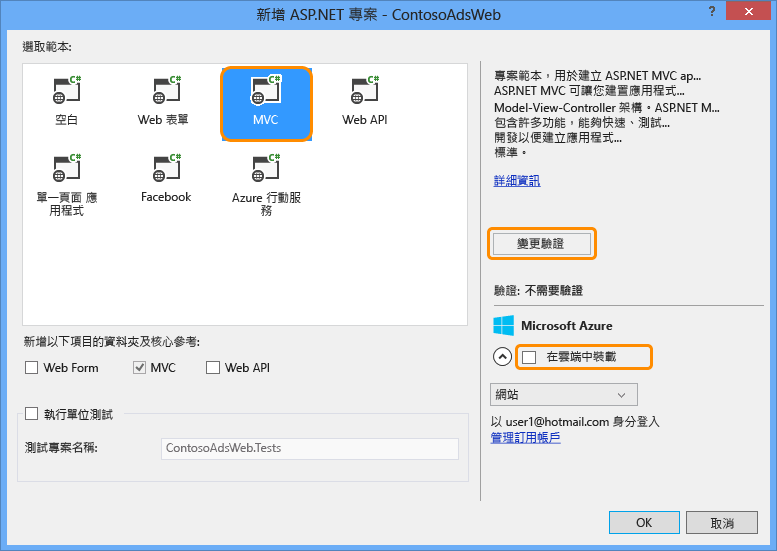 新增 ASP.NET 專案 - ContosoAdsWeb
?
選取範本:
C#
空白
C#
Web 表單
C#
MVC
C#
Web API
C#
單一頁面 應
用程式
C#
Facebook
C#
Azure 行動服
務
新增以下項目的資料夾及核心參考:
Web Form
MVC
Web API
執行單位測試
測試專案名稱:
ContosoAdsWeb.Tests
專案範本，用於建立 ASP.NET MVC ap...
ASP.NET MVC 可讓您建置應用程式...
Model-View-Controller 架構。ASP.NET M...
包含許多功能，能夠快速、測試...
開發以便建立應用程式...
標準。
詳細資訊
變更驗證
驗證: 不需要驗證
Microsoft Azure
在雲端中裝載
網站
以 user1@hotmail.com 身分登入
管理訂用帳戶
OK
取消